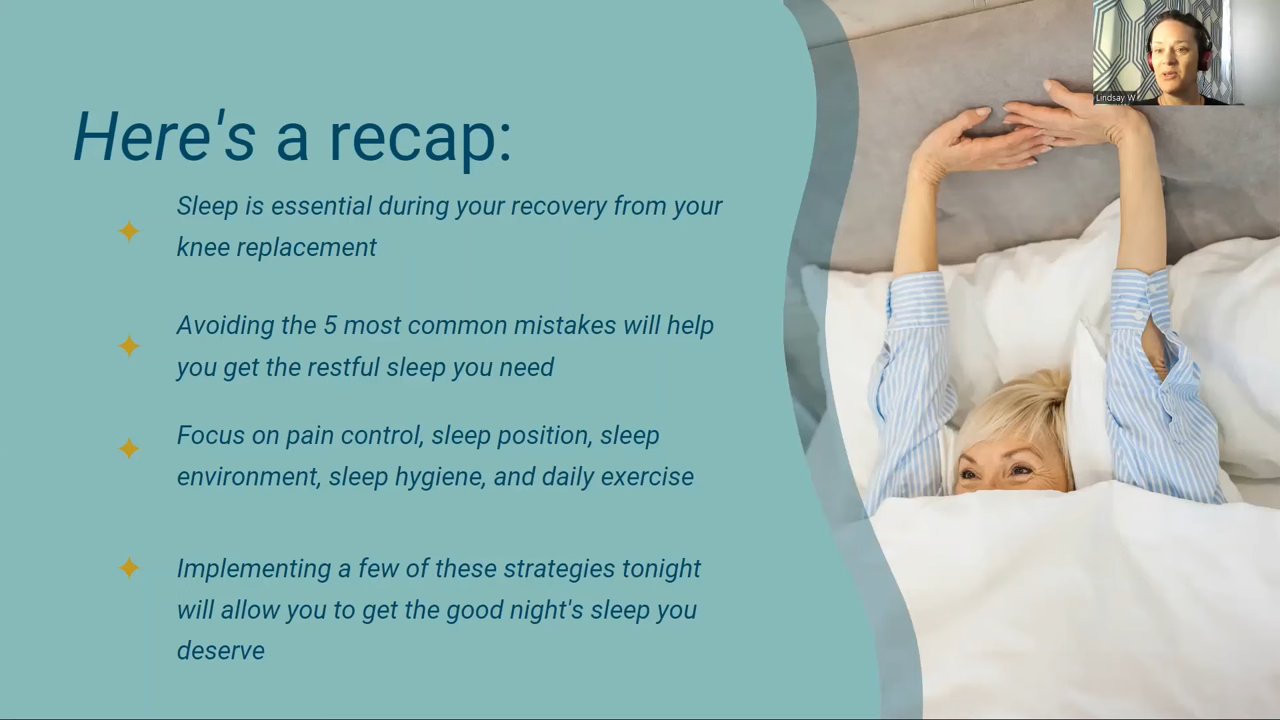 Here's a recap:
Sleep is essential during your recovery from your
knee replacement
Avoiding the 5 most common mistakes will help
you get the restful sleep you need
Focus on pain control, sleep position, sleep
environment, sleep hygiene, and daily exercise
Implementing a few of these strategies tonight
will allow you to get the good night's sleep you
deserve
Lindsay W